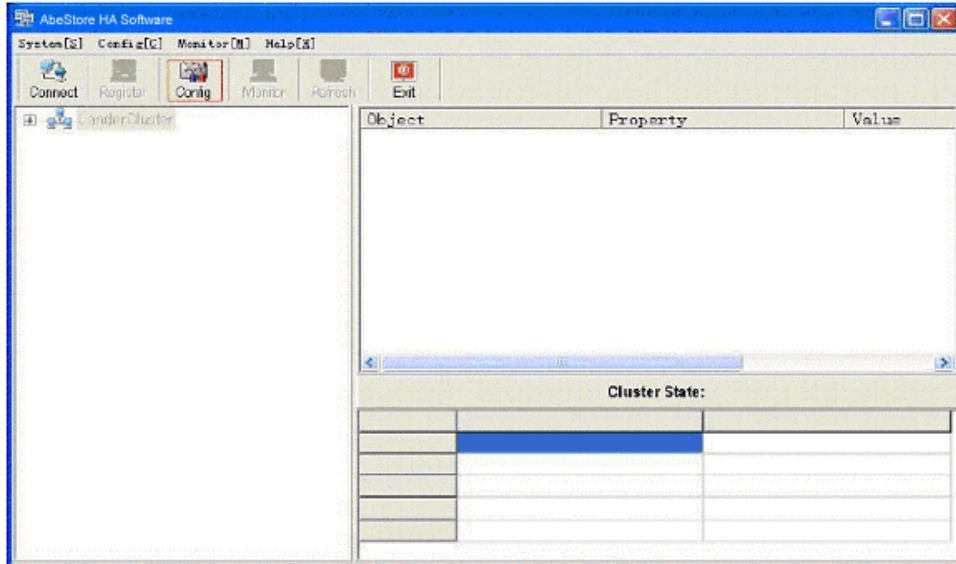 AbeStore HA Software
System[S] Config[C] Monitor[M] Help[X]
Connect Register Config Monitor Refresh Exit
LanderCluster
Object Property Value
Cluster State: